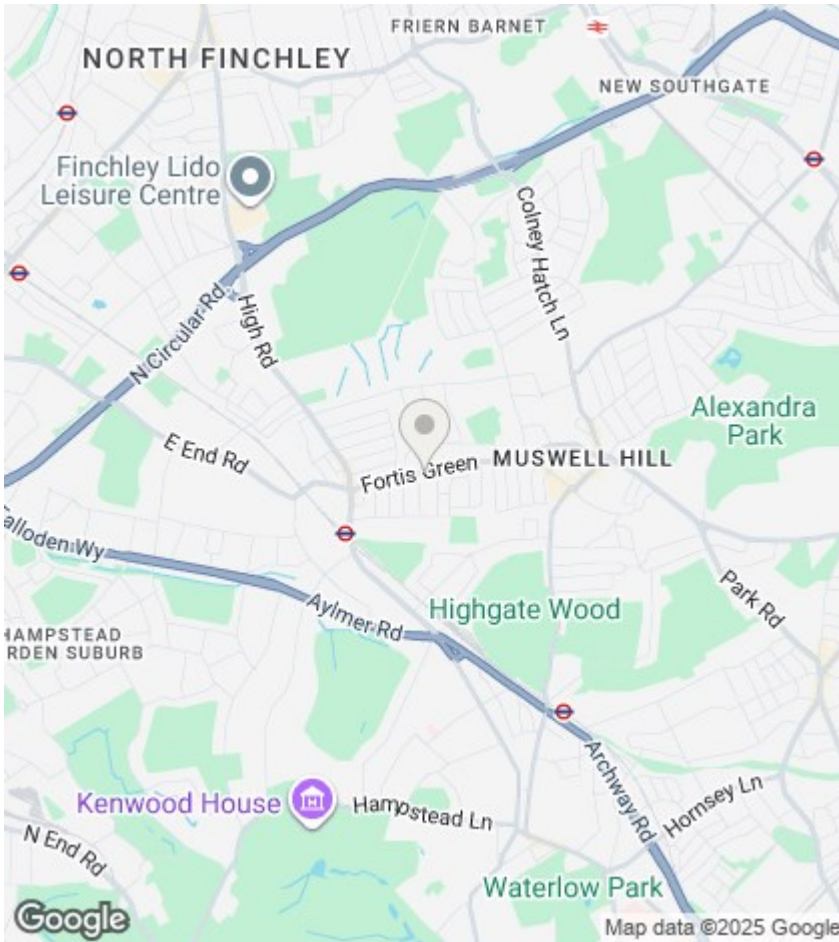 FRIERN BARNET
NORTH FINCHLEY
NEW SOUTHGATE
Finchley Lido
Leisure Centre
Colney Hatch Ln
N Circular Rd
High Rd
Alexandra
Park
E End Rd
Fortis Green
MUSWELL HILL
alloden Wy
Aylmer Rd
Highgate Wood
Park Rd
HAMPSTEAD
RDEN SUBURB
Archway Rd
Kenwood House
Hampstead Ln
Hornsey Ln
N End Rd
Waterlow Park
Google
Map data ©2025 Google